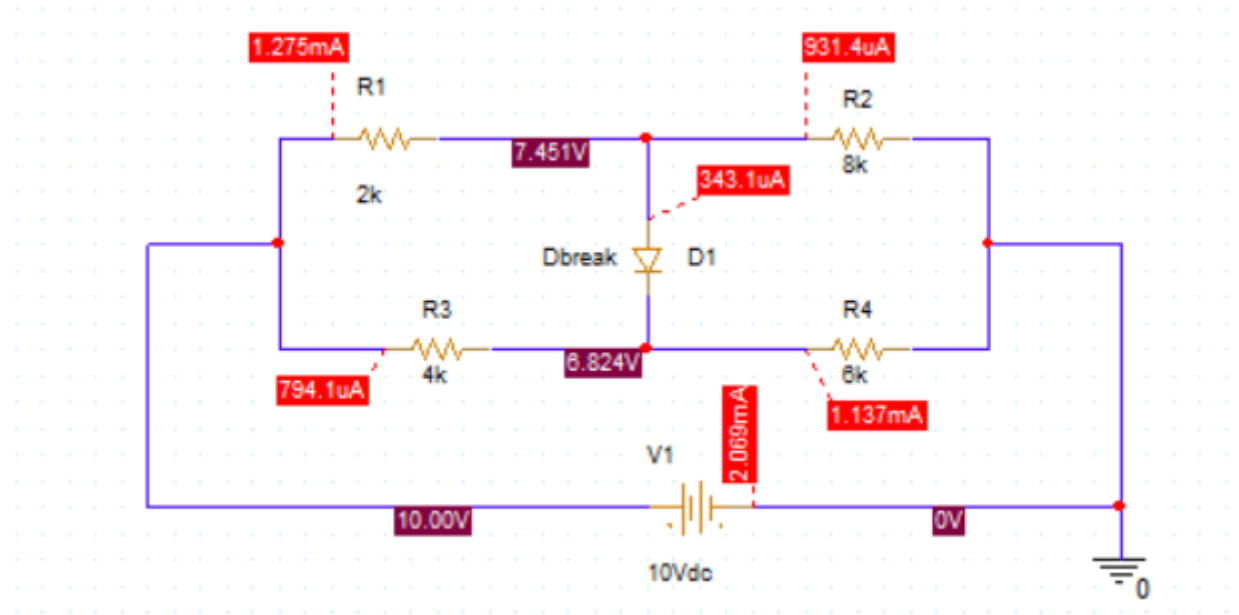 1.275mA
931.4uA
R1
R2
7.451V
8k
343.1uA
2k
Dbreak
D1
R3
R4
6.824V
4k
6k
794.1uA
2.069mA
1.137mA
V1
10.00V
0V
10Vdc
0